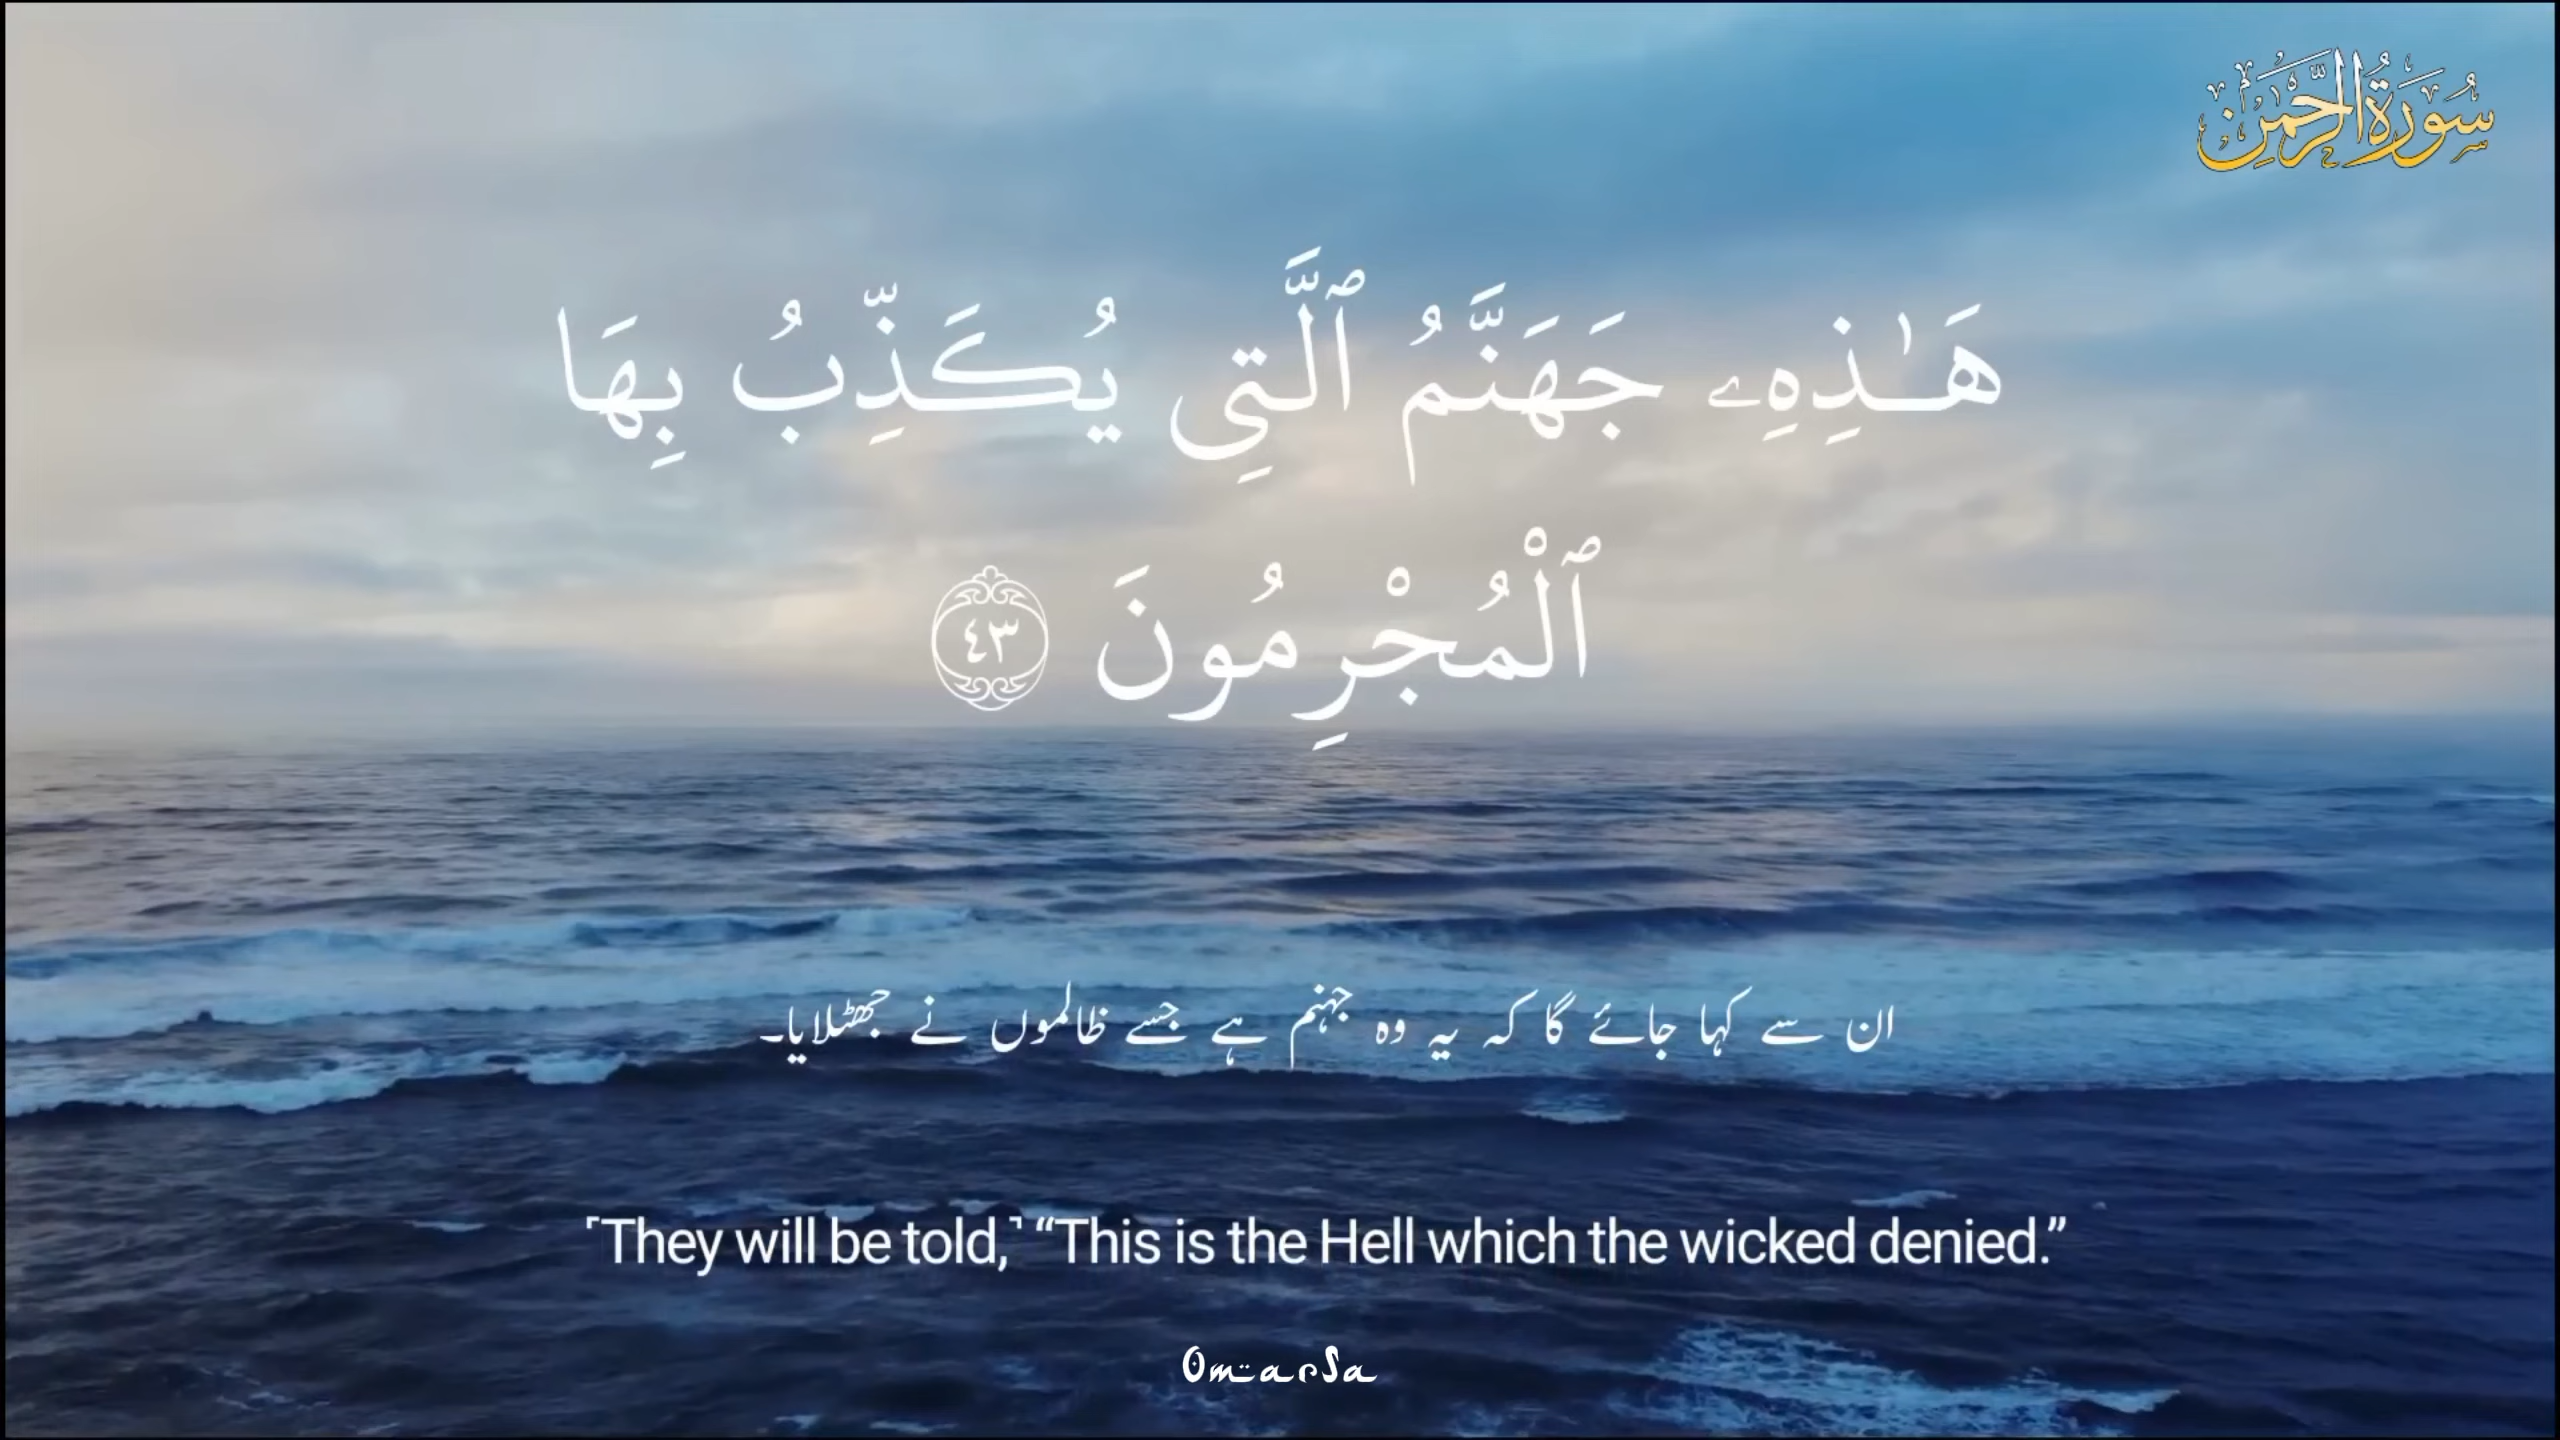 سُورَةُ الرَّحْمَن
هَـٰذِهِۦ جَهَنَّمُ ٱلَّتِى يُكَذِّبُ بِهَا
ٱلْمُجْرِمُونَ ٤٣
ان سے کہا جائے گا کہ یہ وہ جہنم ہے جسے ظالموں نے جھٹلایا۔
˹They will be told,˺ “This is the Hell which the wicked denied.”
OmarSa